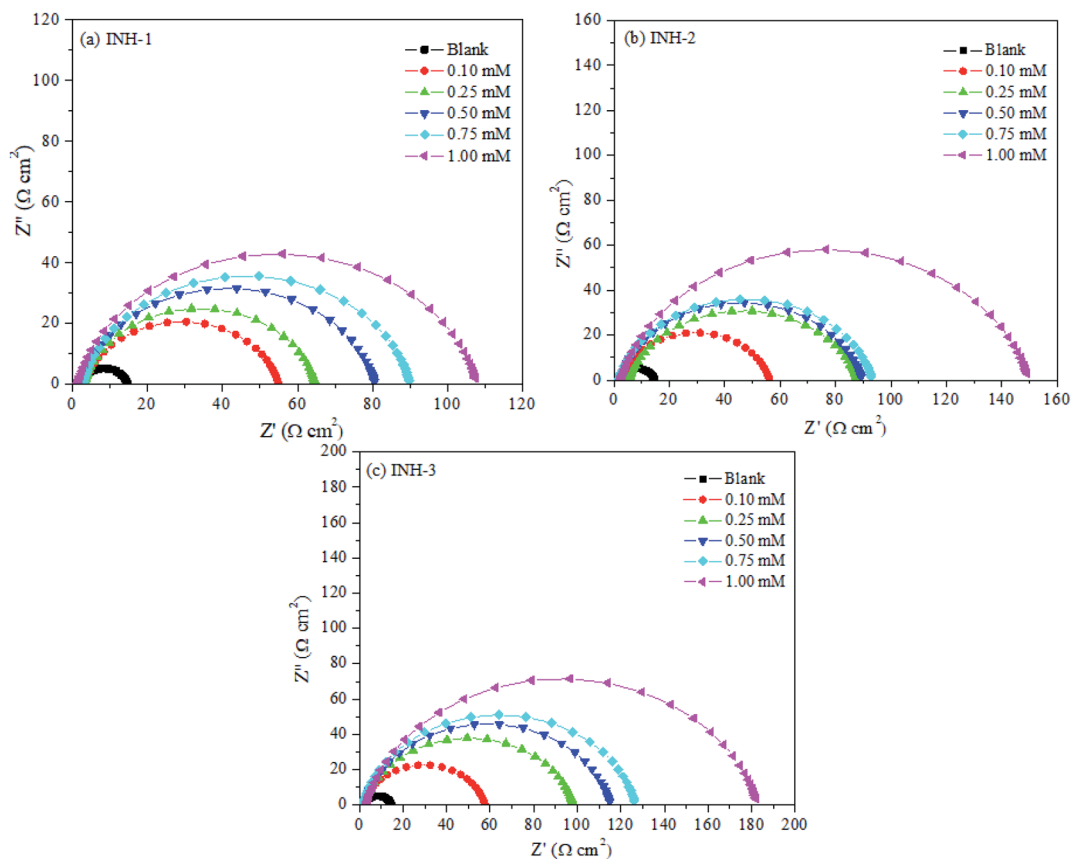 (a) INH-1
Blank
0.10 mM
0.25 mM
0.50 mM
0.75 mM
1.00 mM
120
100
80
60
40
20
0
Z'' (Ω cm²)
0 20 40 60 80 100 120
Z' (Ω cm²)
(b) INH-2
Blank
0.10 mM
0.25 mM
0.50 mM
0.75 mM
1.00 mM
160
140
120
100
80
60
40
20
0
Z'' (Ω cm²)
0 20 40 60 80 100 120 140 160
Z' (Ω cm²)
(c) INH-3
Blank
0.10 mM
0.25 mM
0.50 mM
0.75 mM
1.00 mM
200
180
160
140
120
100
80
60
40
20
0
Z'' (Ω cm²)
0 20 40 60 80 100 120 140 160 180 200
Z' (Ω cm²)